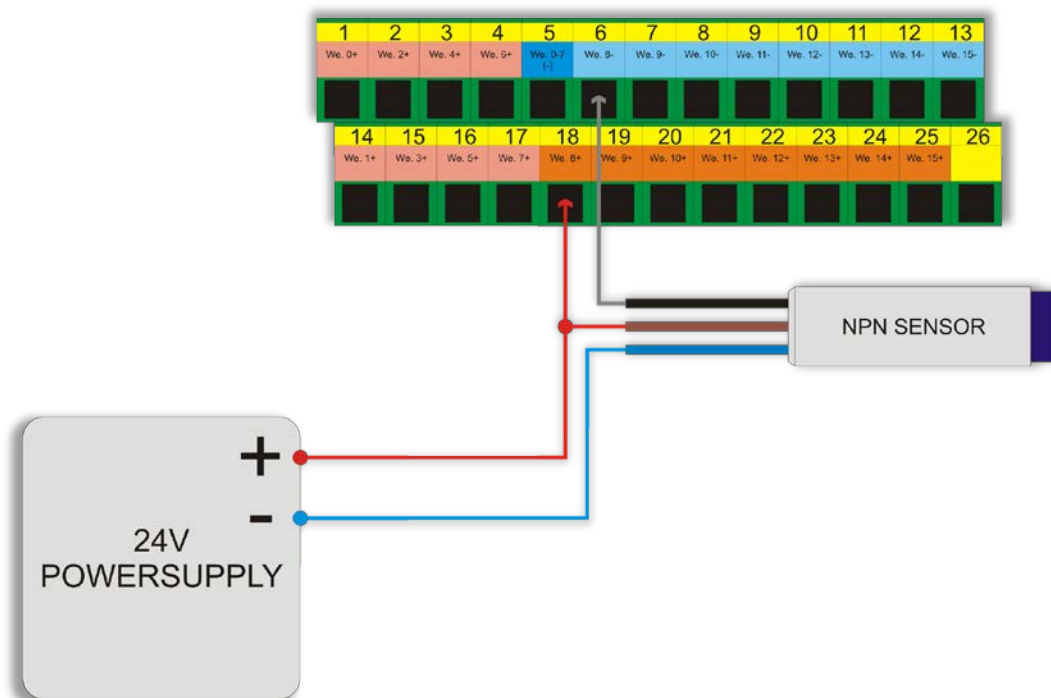 1 2 3 4 5 6 7 8 9 10 11 12 13
We. 0+ We. 2+ We. 4+ We. 6+ We. 0-7 We. 8- We. 9- We. 10- We. 11- We. 12- We. 13- We. 14- We. 15-
(-)
14 15 16 17 18 19 20 21 22 23 24 25 26
We. 1+ We. 3+ We. 5+ We. 7+ We. 8+ We. 9+ We. 10+ We. 11+ We. 12+ We. 13+ We. 14+ We. 15+
NPN SENSOR
+
-
24V
POWERSUPPLY